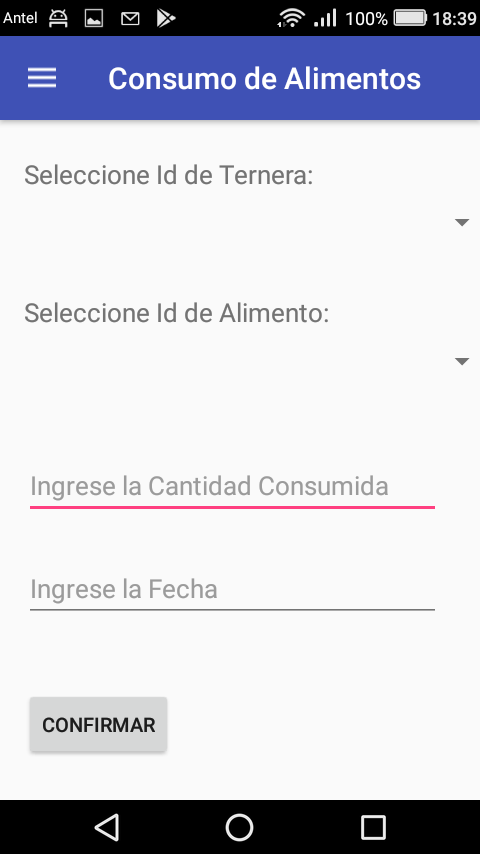 Antel 100% 18:39
Consumo de Alimentos
Seleccione Id de Ternera:
Seleccione Id de Alimento:
Ingrese la Cantidad Consumida
Ingrese la Fecha
CONFIRMAR